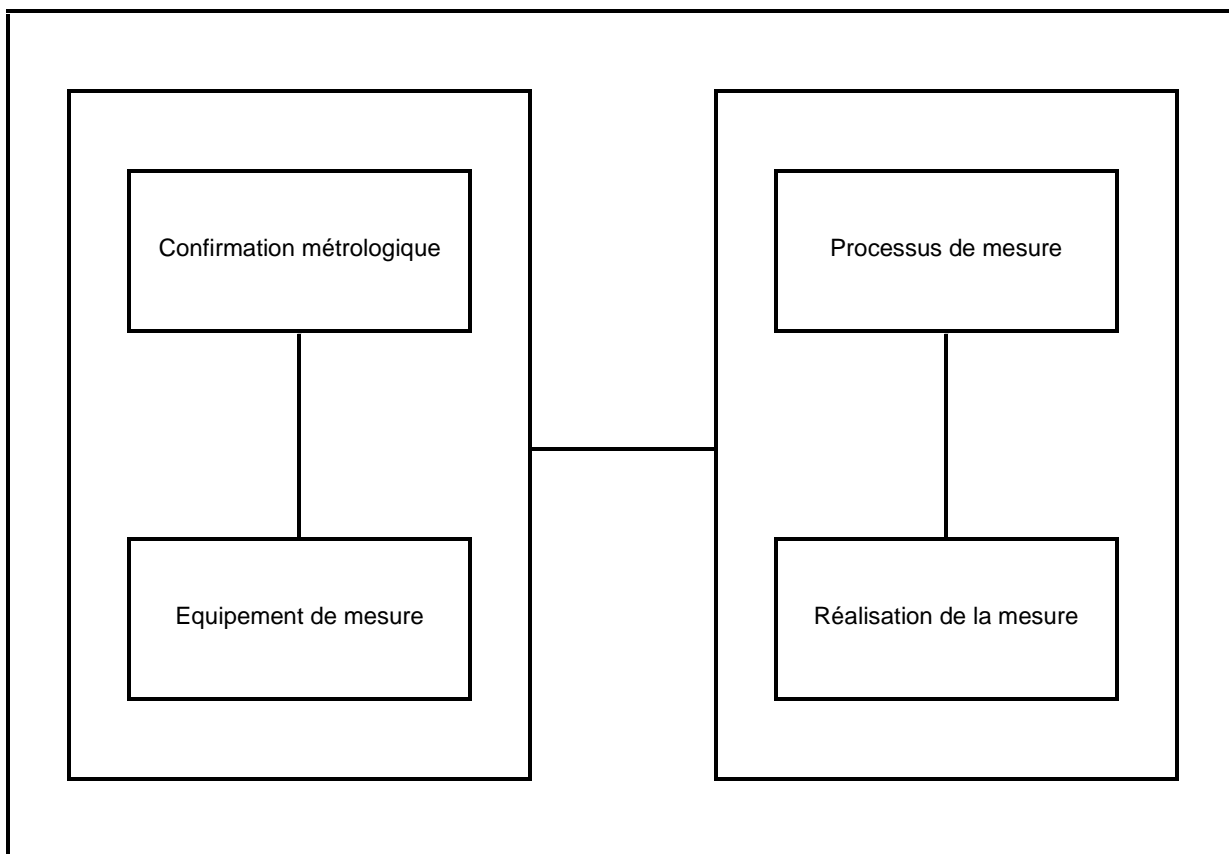 Confirmation métrologique
Equipement de mesure
Processus de mesure
Réalisation de la mesure